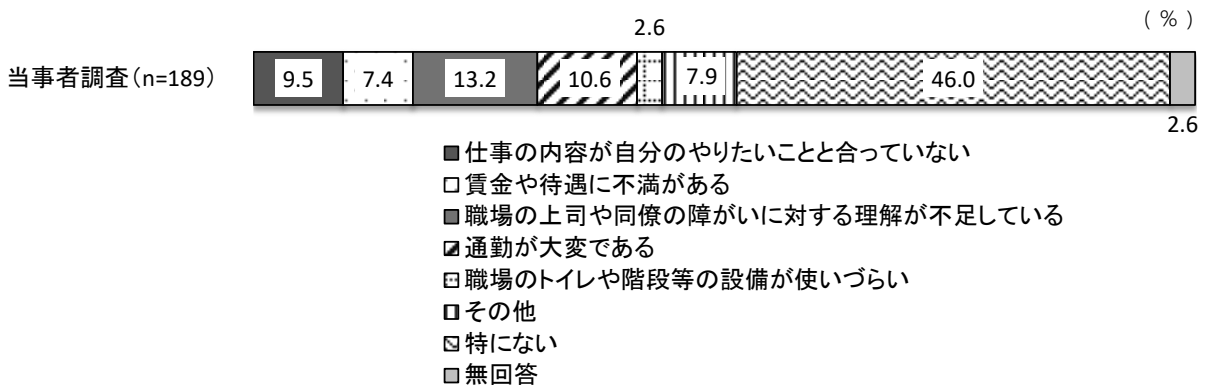 (%)
2.6
当事者調査(n=189) 9.5 7.4 13.2 10.6 7.9 46.0
2.6
■仕事の内容が自分のやりたいことと合っていない
□賃金や待遇に不満がある
■職場の上司や同僚の障がいに対する理解が不足している
通勤が大変である
職場のトイレや階段等の設備が使いづらい
その他
特にない
無回答